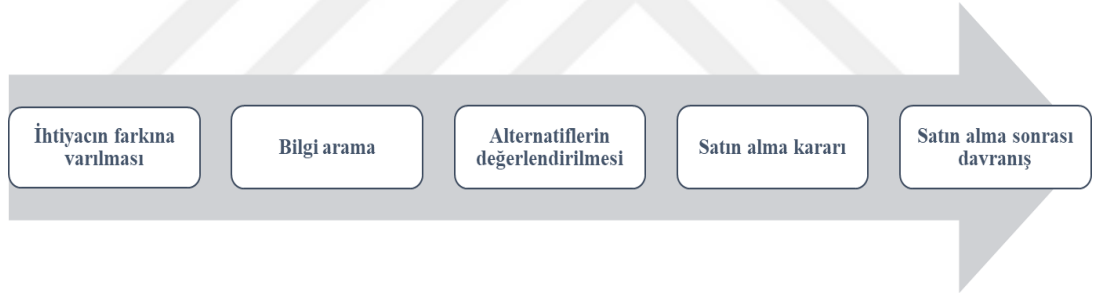 İhtiyacın farkına
varılması
Bilgi arama
Alternatiflerin
değerlendirilmesi
Satın alma kararı
Satın alma sonrası
davranış